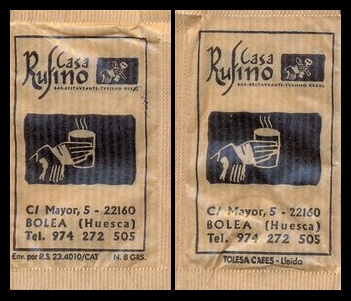 Casa
Rufino
BAR-RESTAURANTE-TURISMO RURAL
C/ Mayor, 5 - 22160
BOLEA (Huesca)
Tel. 974 272 505
Env. por R.S. 23.4010/CAT N. 8 GRS.
Casa
Rufino
BAR-RESTAURANTE-TURISMO RURAL
C/ Mayor, 5 - 22160
BOLEA (Huesca)
Tel. 974 272 505
TOLESA CAFES - Lleida